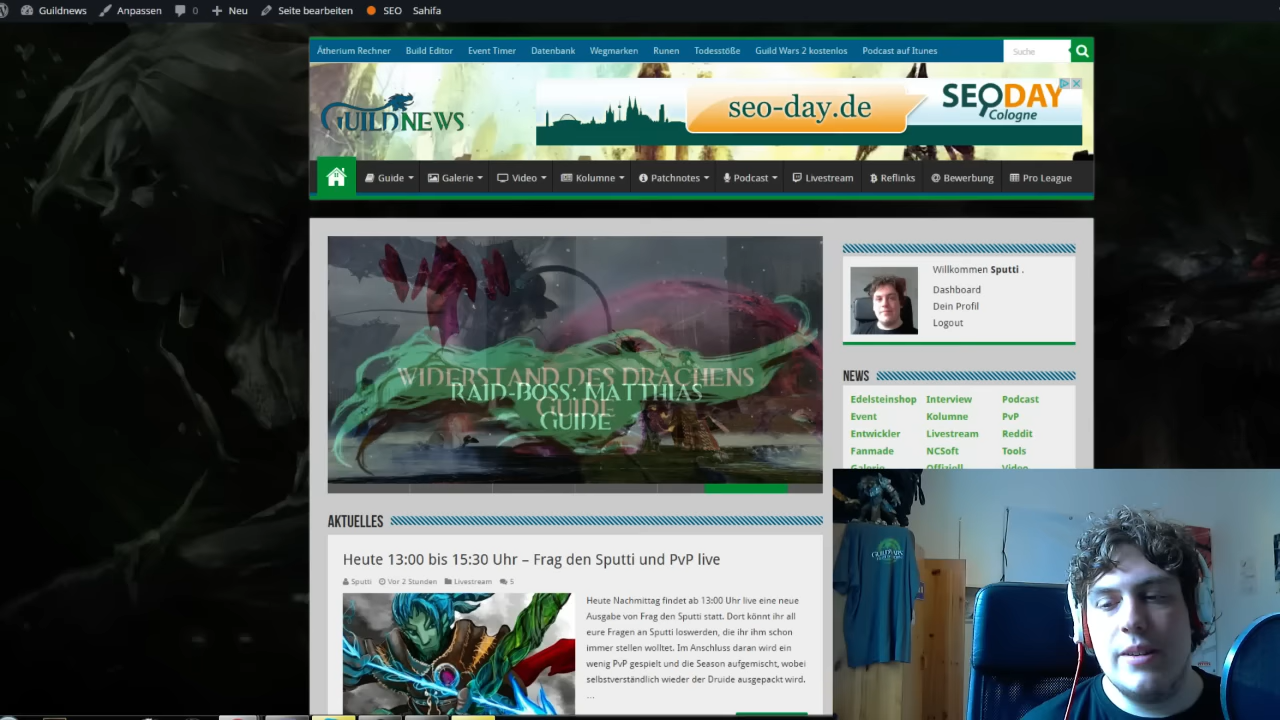 Guildnews Anpassen 0 Neu Seite bearbeiten SEO Sahifa
Ätherium Rechner Build Editor Event Timer Datenbank Wegmarken Runen Todesstöße Guild Wars 2 kostenlos Podcast auf Itunes Suche
GUILDNEWS
seo-day.de
SEODAY
Cologne
Guide Galerie Video Kolumne Patchnotes Podcast Livestream Reflinks Bewerbung Pro League
WIDERSTAND DES DRACHENS
RAID-BOSS: MATTHIAS
GUIDE
GUIDE
Willkommen Sputti .
Dashboard
Dein Profil
Logout
NEWS
Edelsteinshop Interview Podcast
Event Kolumne PvP
Entwickler Livestream Reddit
Fanmade NCSoft Tools
Galerie Offiziell Video
AKTUELLES
Heute 13:00 bis 15:30 Uhr – Frag den Sputti und PvP live
Sputti Vor 2 Stunden Livestream 5
Heute Nachmittag findet ab 13:00 Uhr live eine neue
Ausgabe von Frag den Sputti statt. Dort könnt ihr all
eure Fragen an Sputti loswerden, die ihr ihm schon
immer stellen wolltet. Im Anschluss daran wird ein
wenig PvP gespielt und die Season aufgemischt, wobei
selbstverständlich wieder der Druide ausgepackt wird.
...